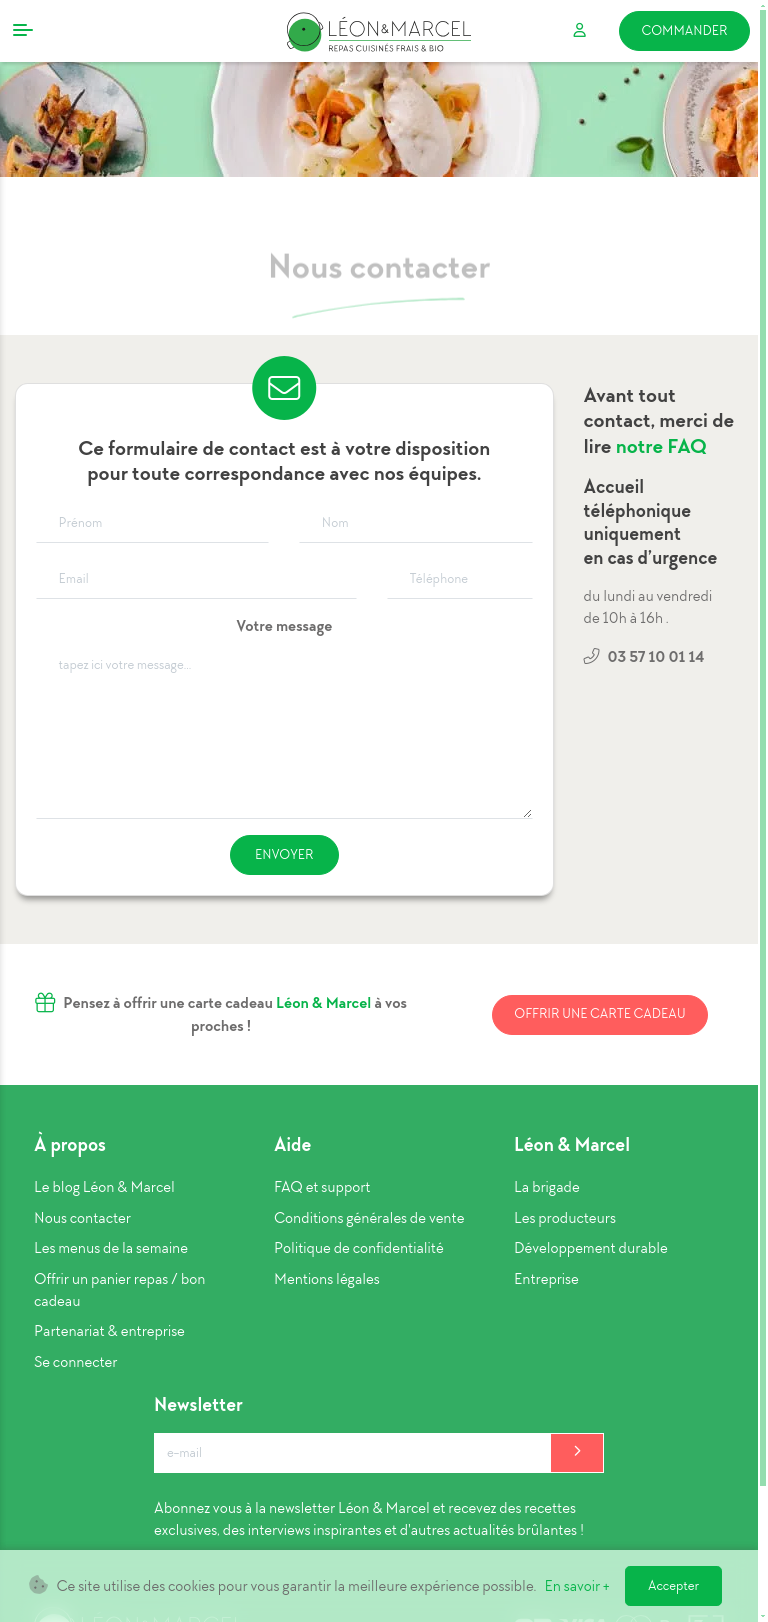 LÉON&MARCEL
REPAS CUISINÉS FRAIS & BIO
COMMANDER
Nous contacter
Ce formulaire de contact est à votre disposition
pour toute correspondance avec nos équipes.
Prénom
Nom
Email
Téléphone
Votre message
tapez ici votre message...
ENVOYER
Avant tout
contact, merci de
lire notre FAQ
Accueil
téléphonique
uniquement
en cas d’urgence
du lundi au vendredi
de 10h à 16h .
03 57 10 01 14
Pensez à offrir une carte cadeau Léon & Marcel à vos
proches !
OFFRIR UNE CARTE CADEAU
À propos
Le blog Léon & Marcel
Nous contacter
Les menus de la semaine
Offrir un panier repas / bon
cadeau
Partenariat & entreprise
Se connecter
Aide
FAQ et support
Conditions générales de vente
Politique de confidentialité
Mentions légales
Léon & Marcel
La brigade
Les producteurs
Développement durable
Entreprise
Newsletter
e-mail
Abonnez vous à la newsletter Léon & Marcel et recevez des recettes
exclusives, des interviews inspirantes et d'autres actualités brûlantes !
Ce site utilise des cookies pour vous garantir la meilleure expérience possible. En savoir +
Accepter